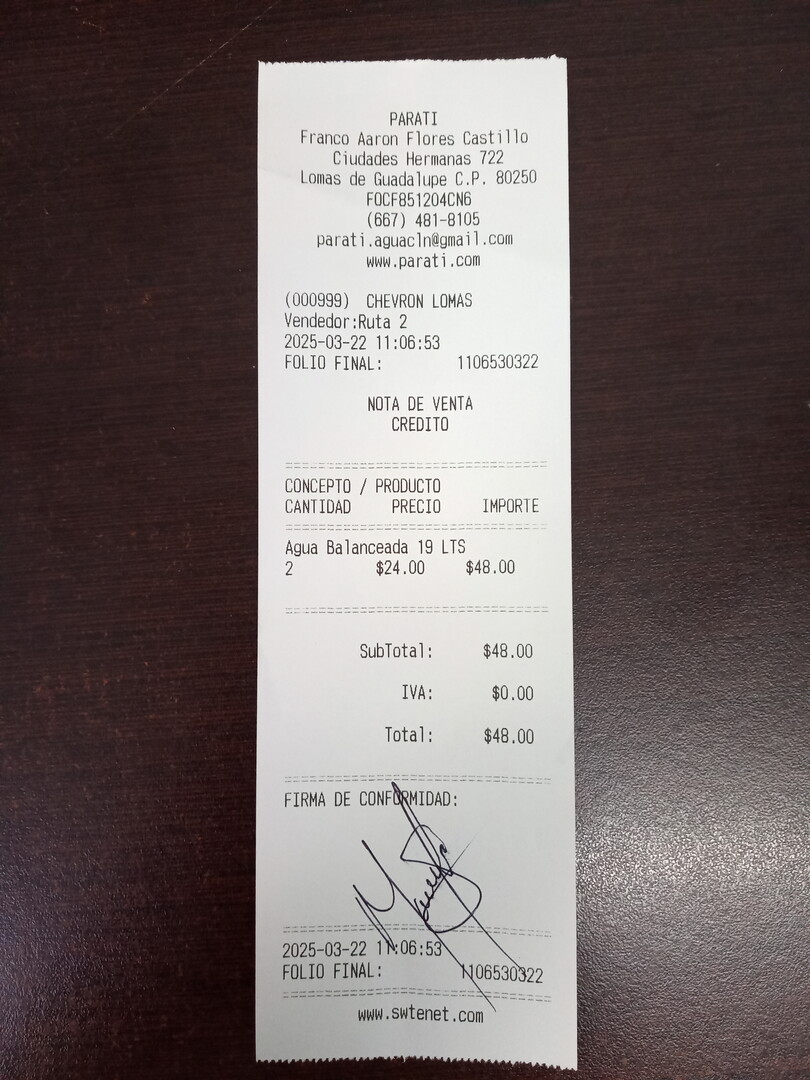 PARATI
Franco Aaron Flores Castillo
Ciudades Hermanas 722
Lomas de Guadalupe C.P. 80250
FOCF851204CN6
(667) 481-8105
parati.aguacln@gmail.com
www.parati.com
(000999) CHEVRON LOMAS
Vendedor:Ruta 2
2025-03-22 11:06:53
FOLIO FINAL: 1106530322
NOTA DE VENTA
CREDITO
CONCEPTO / PRODUCTO
CANTIDAD PRECIO IMPORTE
Agua Balanceada 19 LTS
2 $24.00 $48.00
SubTotal: $48.00
IVA: $0.00
Total: $48.00
FIRMA DE CONFORMIDAD:
2025-03-22 11:06:53
FOLIO FINAL: 1106530322
www.swtenet.com